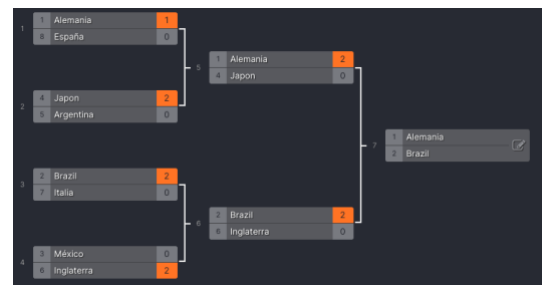 1
1 Alemania 1
8 España 0
2
4 Japon 2
5 Argentina 0
3
2 Brazil 2
7 Italia 0
4
3 México 0
6 Inglaterra 2
5
1 Alemania 2
4 Japon 0
6
2 Brazil 2
6 Inglaterra 0
7
1 Alemania
2 Brazil